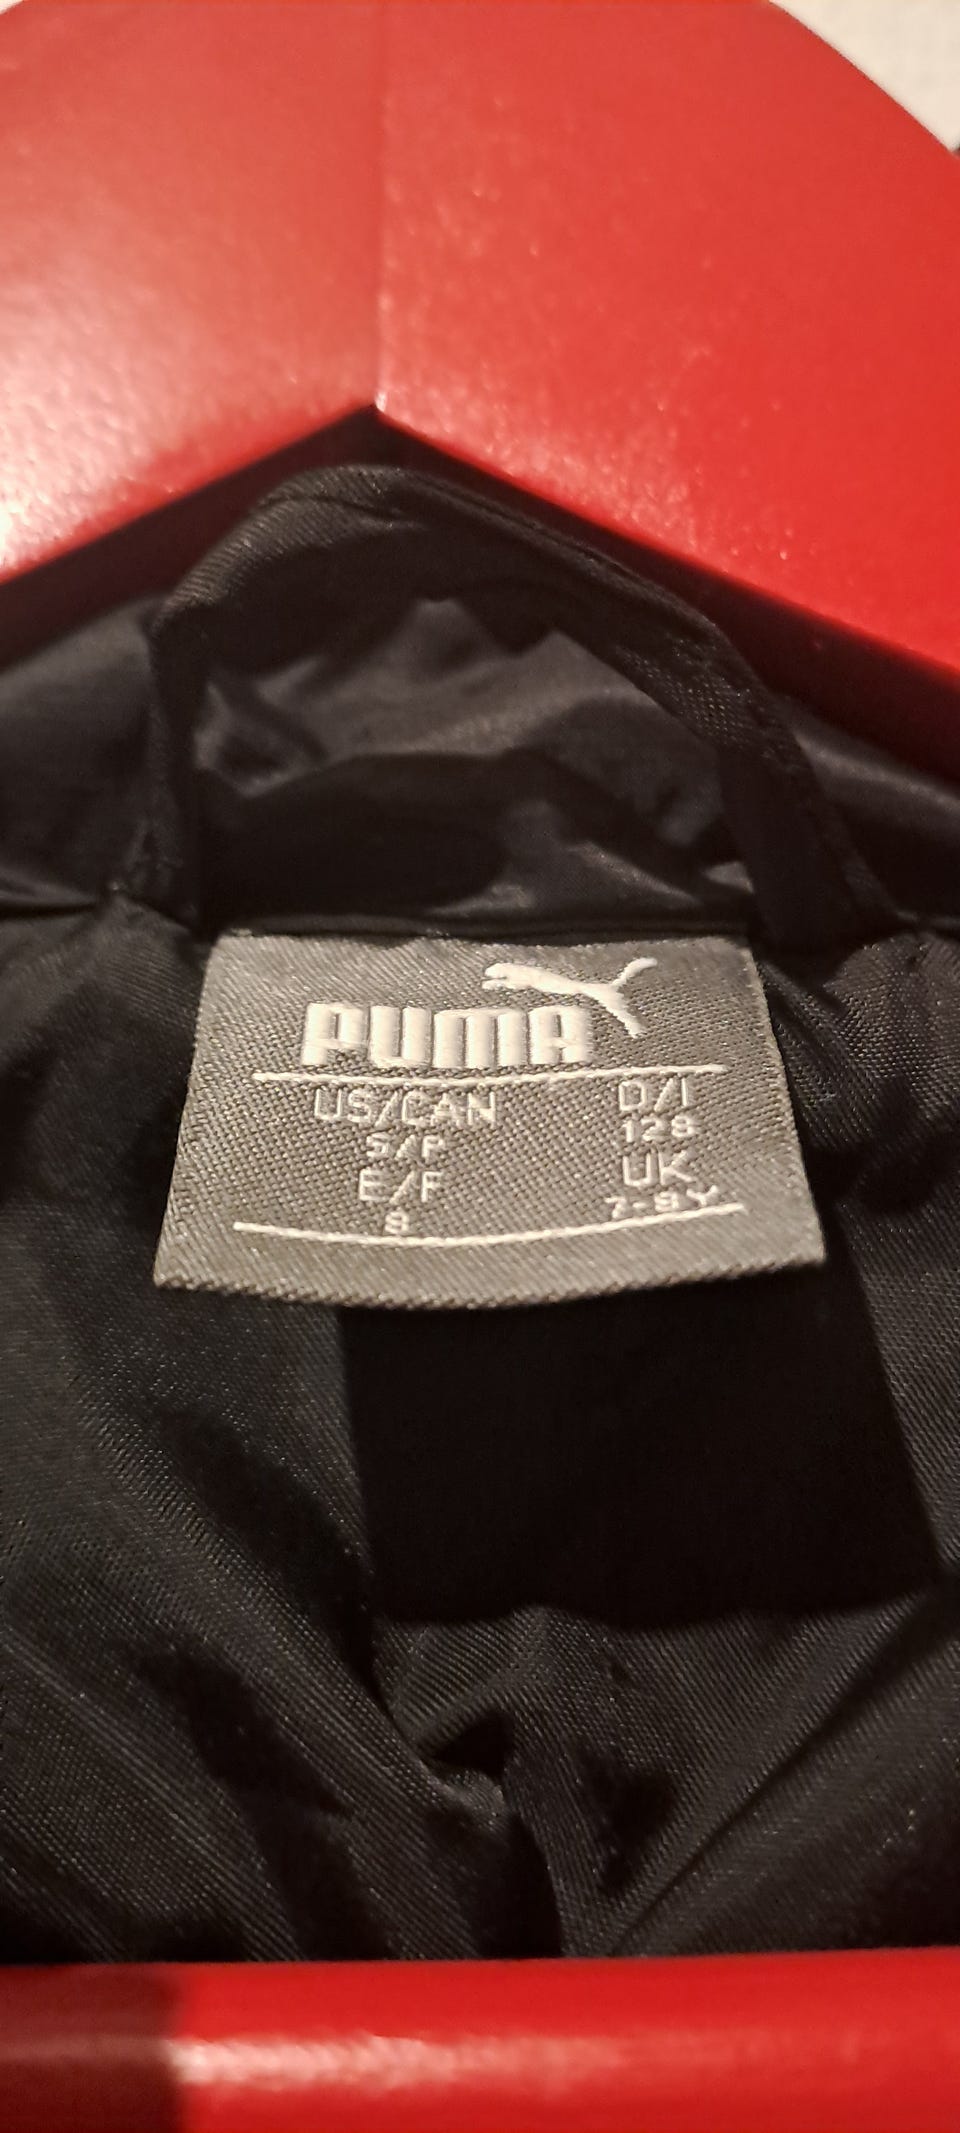 PUMA
US/CAN D/I
S/P 128
E/F UK
8 7-8Y